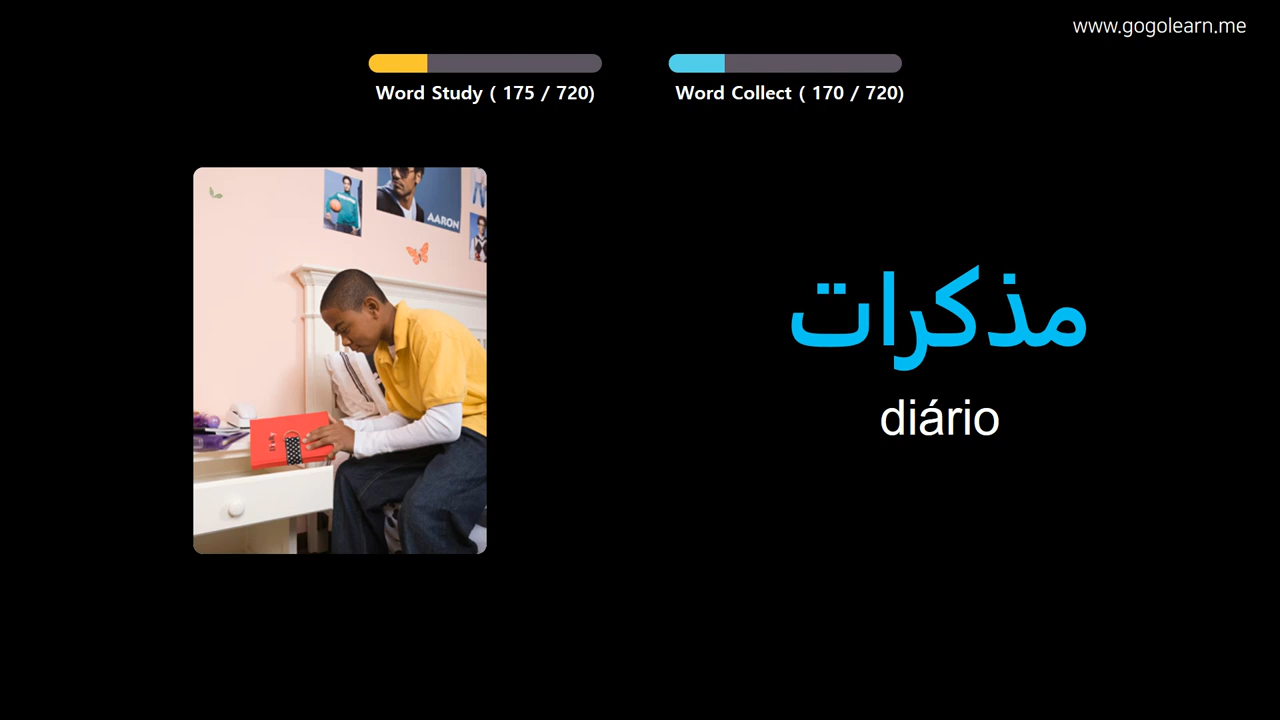 www.gogolearn.me
Word Study ( 175 / 720)
Word Collect ( 170 / 720)
AARON
مذكرات
diário